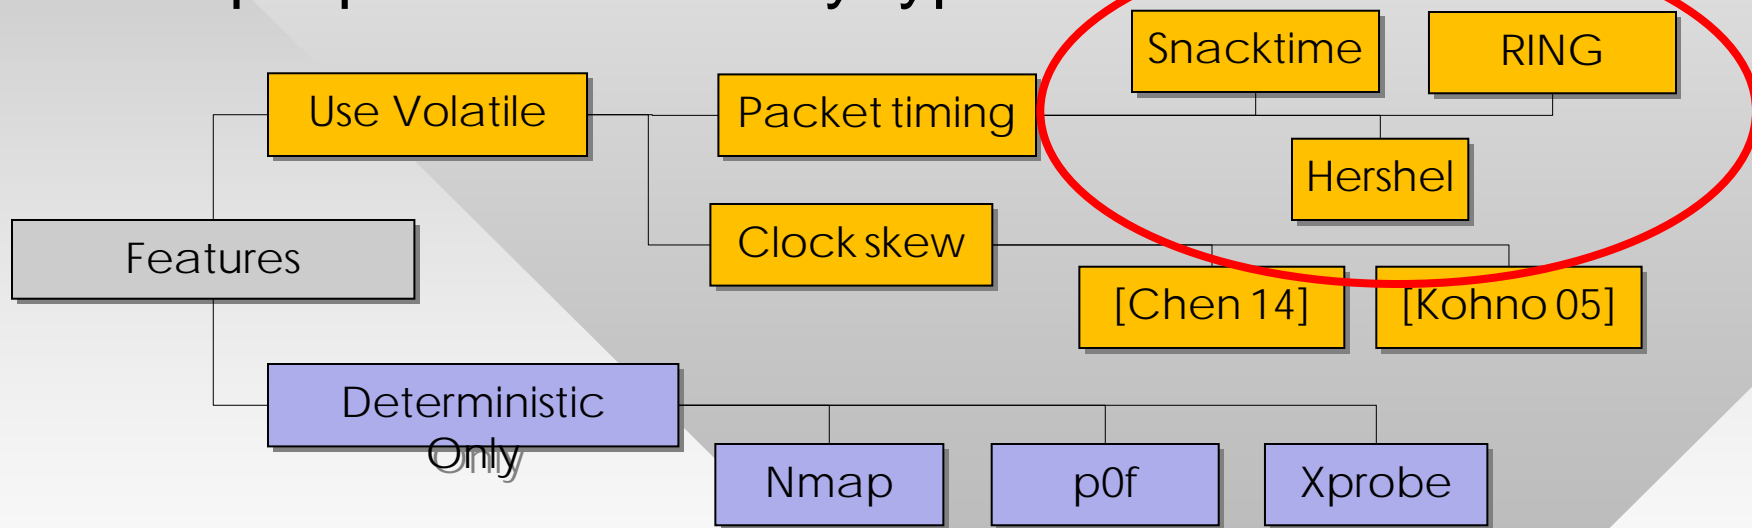 Snacktime
RING
Use Volatile
Packet timing
Hershel
Clock skew
Features
[Chen 14]
[Kohno 05]
Deterministic
Only
Nmap
p0f
Xprobe